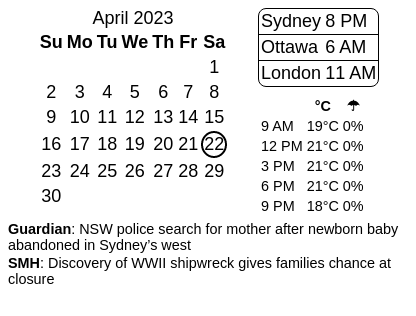 April 2023
Su Mo Tu We Th Fr Sa
1
2 3 4 5 6 7 8
9 10 11 12 13 14 15
16 17 18 19 20 21 22
23 24 25 26 27 28 29
30
Sydney 8 PM
Ottawa 6 AM
London 11 AM
°C ☂
9 AM 19°C 0%
12 PM 21°C 0%
3 PM 21°C 0%
6 PM 21°C 0%
9 PM 18°C 0%
Guardian: NSW police search for mother after newborn baby
abandoned in Sydney’s west
SMH: Discovery of WWII shipwreck gives families chance at
closure